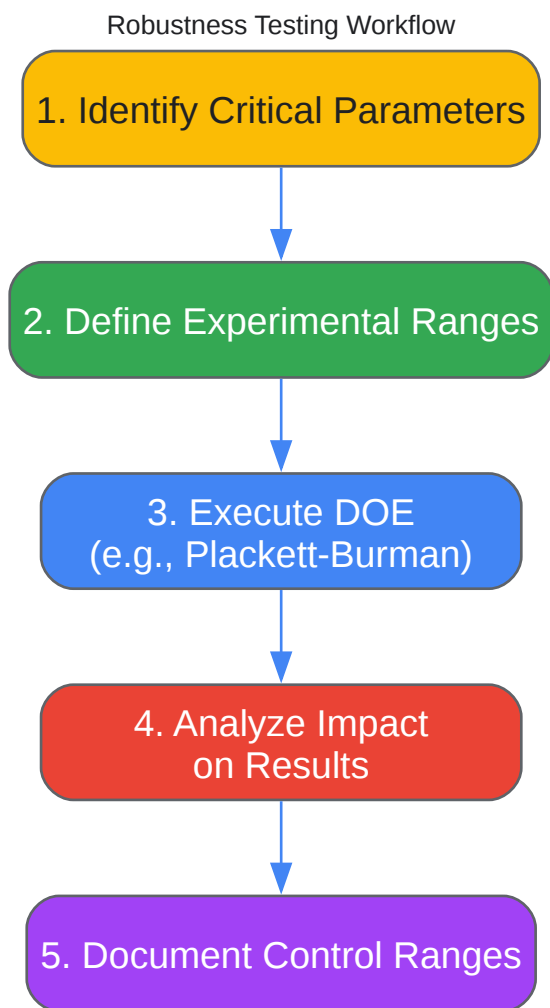 Robustness Testing Workflow
1. Identify Critical Parameters
2. Define Experimental Ranges
3. Execute DOE
(e.g., Plackett-Burman)
4. Analyze Impact
on Results
5. Document Control Ranges